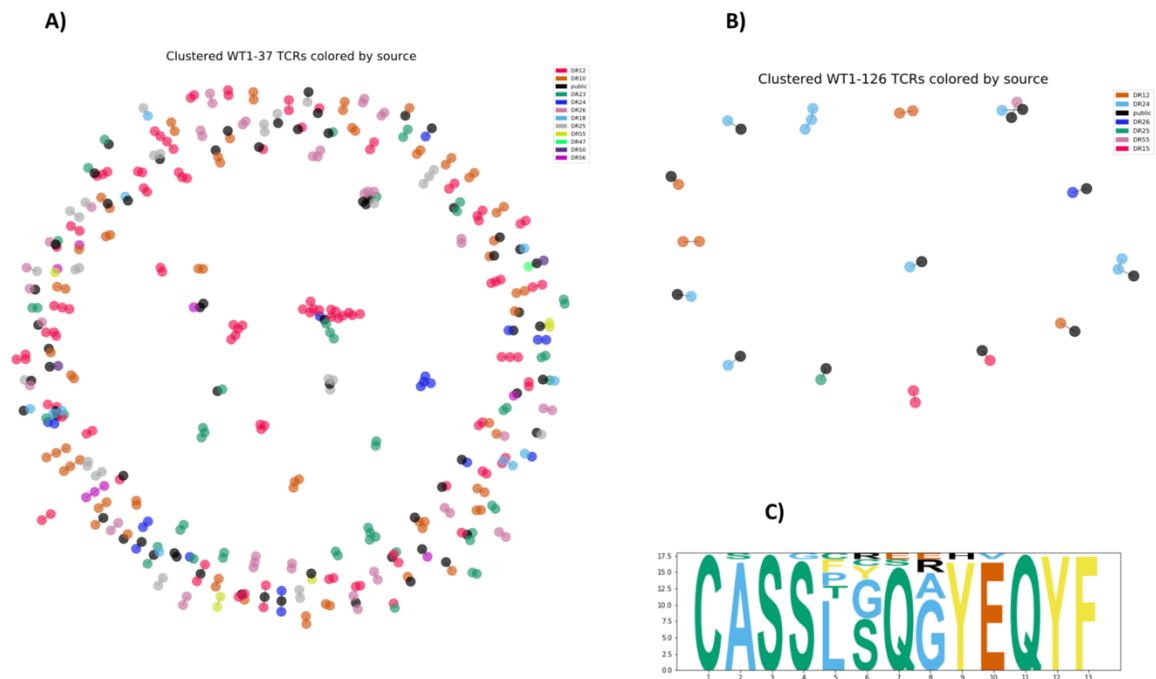 A)
Clustered WT1-37 TCRs colored by source
DR12
DR10
public
DR23
DR24
DR26
DR18
DR25
DR55
DR47
DR50
DR56
B)
Clustered WT1-126 TCRs colored by source
DR12
DR24
public
DR26
DR25
DR55
DR15
C)
17.5
15.0
12.5
10.0
7.5
5.0
2.5
0.0
S G C R E E H V
F C S R
P Y A
T G
C A S S L S Q G Y E Q Y F
1 2 3 4 5 6 7 8 9 10 11 12 13